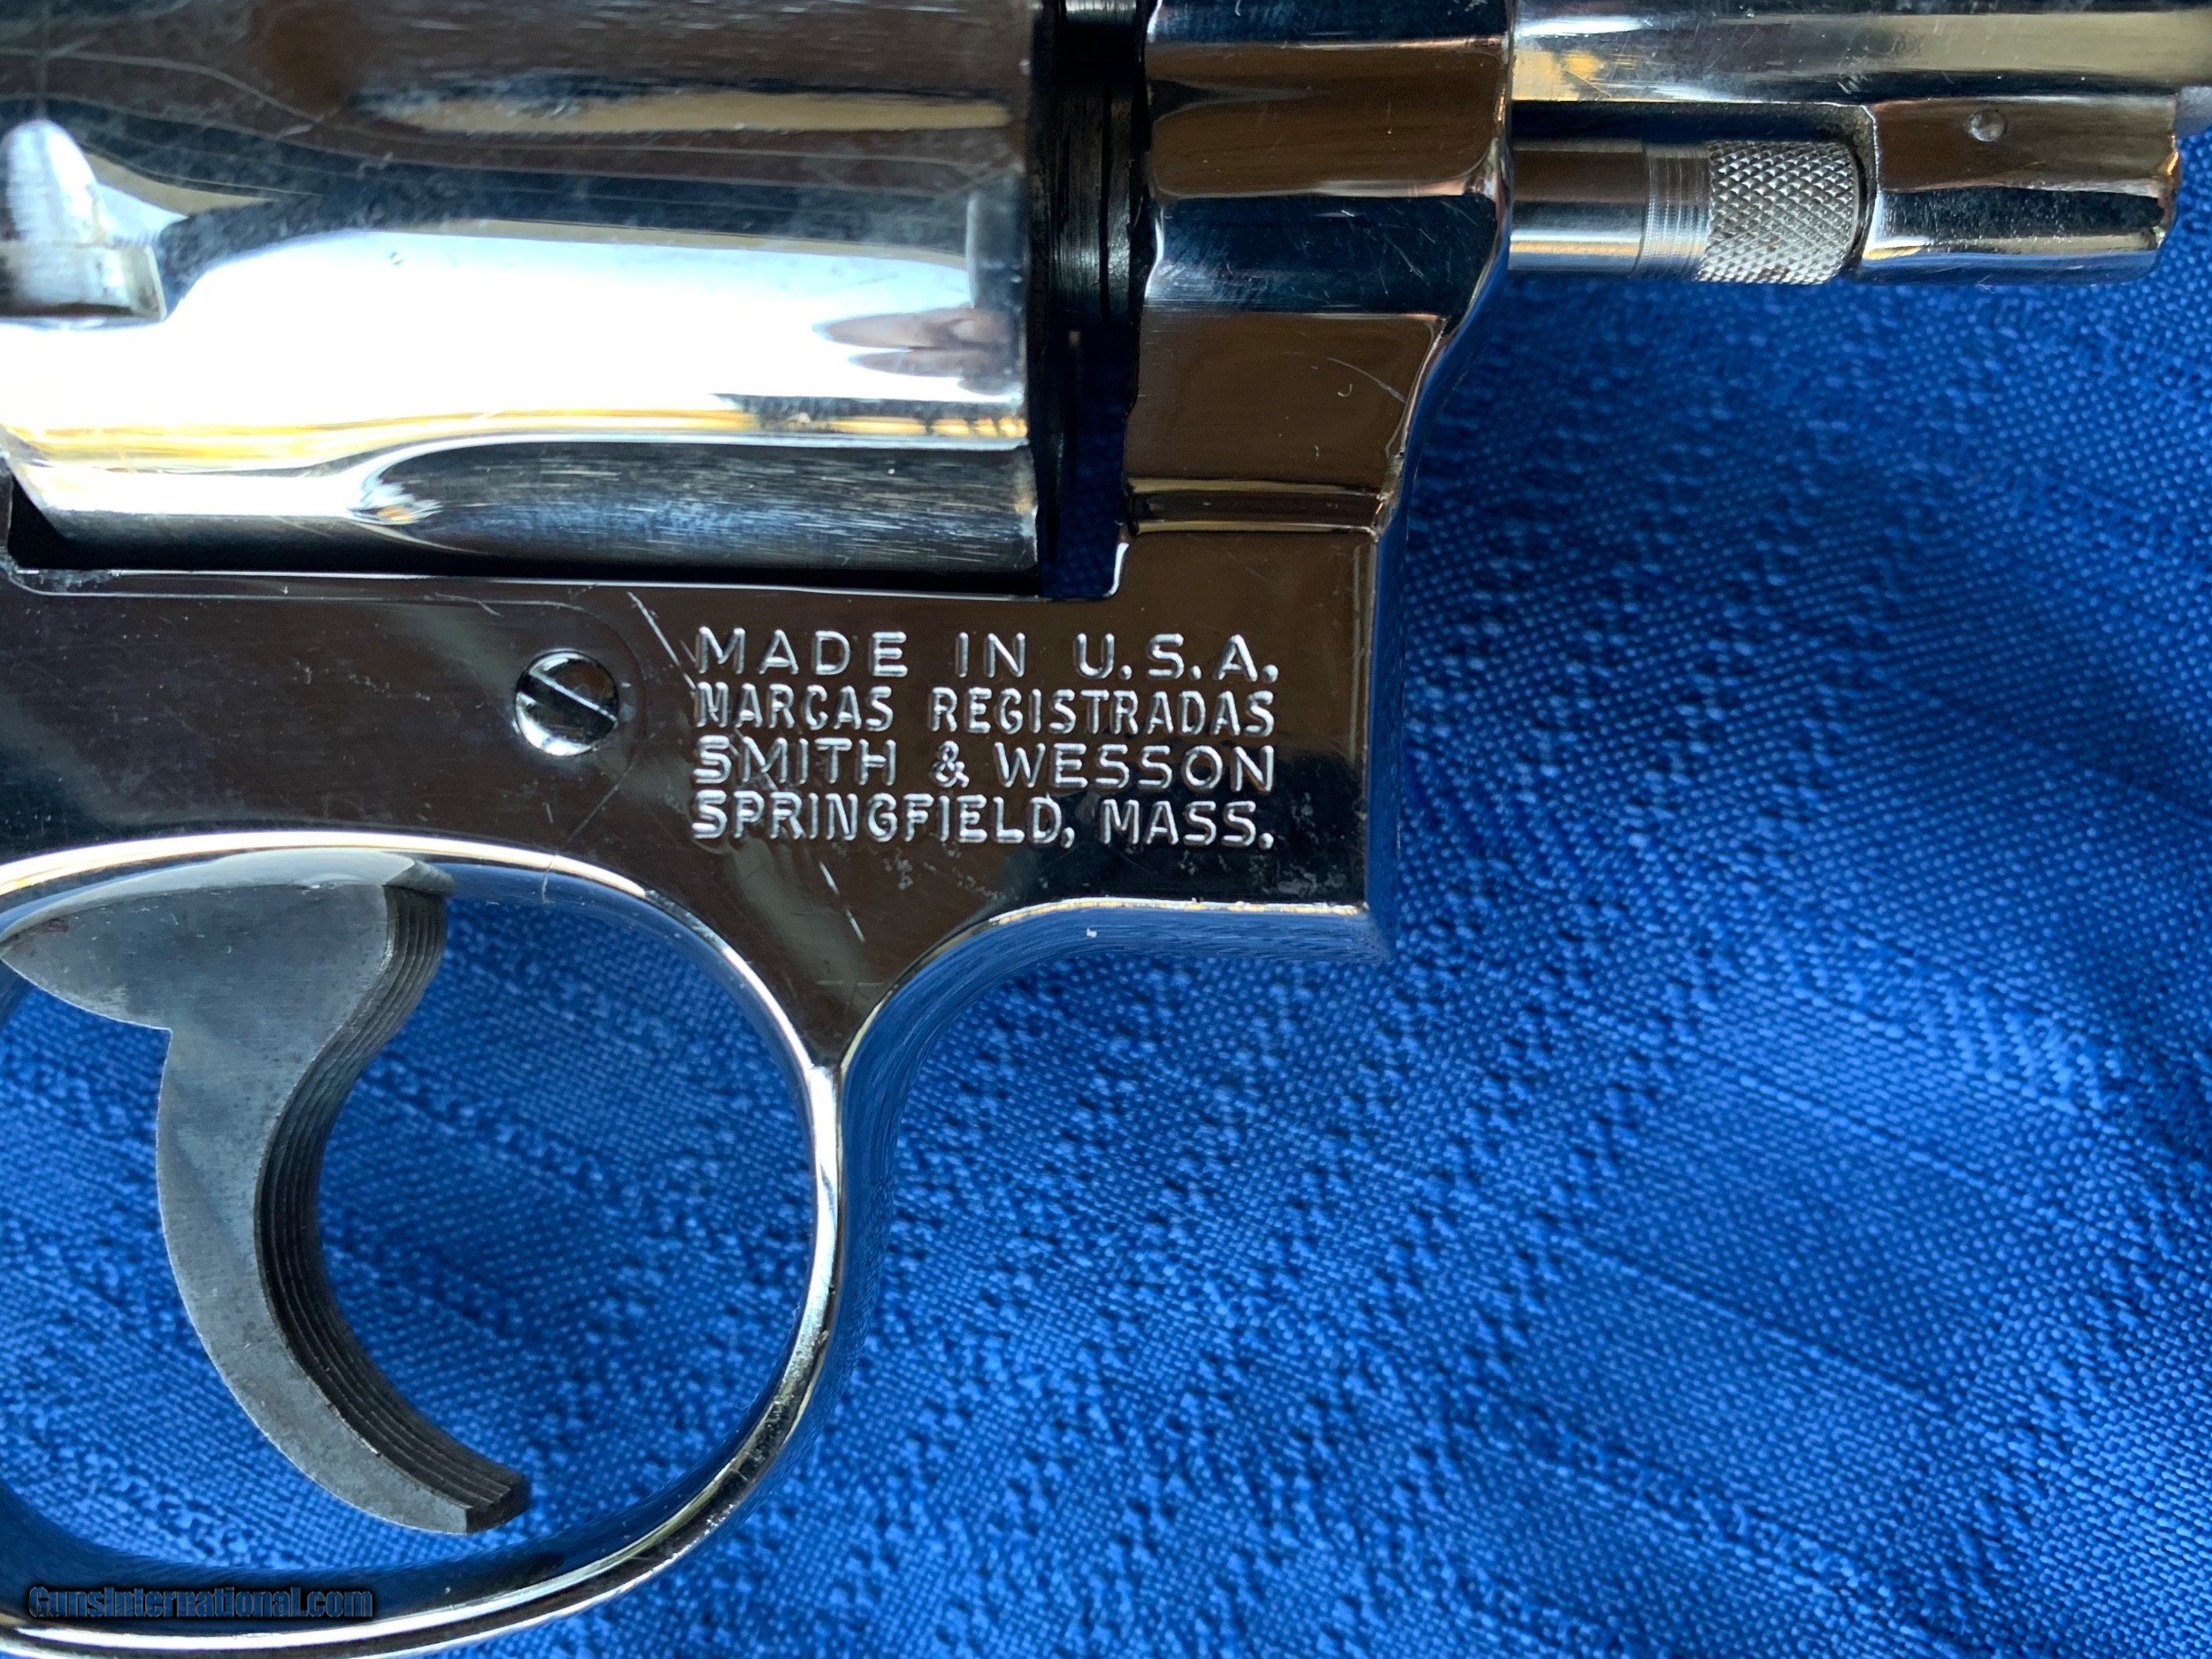 MADE IN U.S.A.
MARCAS REGISTRADAS
SMITH & WESSON
SPRINGFIELD, MASS.
GunsInternational.com